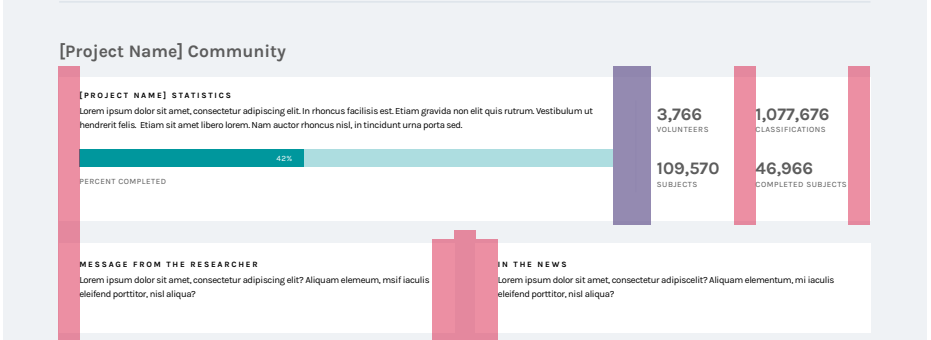 [Project Name] Community
[PROJECT NAME] STATISTICS
Lorem ipsum dolor sit amet, consectetur adipiscing elit. In rhoncus facilisis est. Etiam gravida non elit quis rutrum. Vestibulum ut
hendrerit felis. Etiam sit amet libero lorem. Nam auctor rhoncus nisl, in tincidunt urna porta sed.
42%
PERCENT COMPLETED
3,766
VOLUNTEERS
1,077,676
CLASSIFICATIONS
109,570
SUBJECTS
46,966
COMPLETED SUBJECTS
MESSAGE FROM THE RESEARCHER
Lorem ipsum dolor sit amet, consectetur adipiscing elit? Aliquam elemeum, msif iaculis
eleifend porttitor, nisl aliqua?
IN THE NEWS
Lorem ipsum dolor sit amet, consectetur adipiscelit? Aliquam elementum, mi iaculis
eleifend porttitor, nisl aliqua?